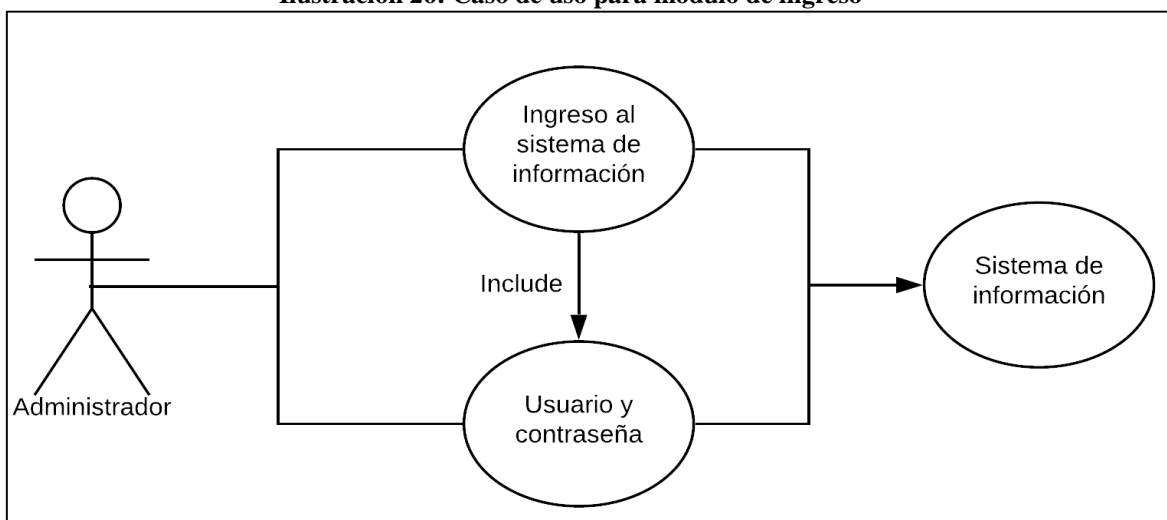 Ilustración 20: Caso de uso para módulo de ingreso
Ingreso al
sistema de
información
Include
Sistema de
información
Administrador
Usuario y
contraseña